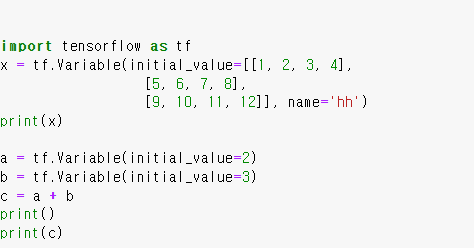 import tensorflow as tf
x = tf.Variable(initial_value=[[1, 2, 3, 4],
[5, 6, 7, 8],
[9, 10, 11, 12]], name='hh')
print(x)
a = tf.Variable(initial_value=2)
b = tf.Variable(initial_value=3)
c = a + b
print()
print(c)